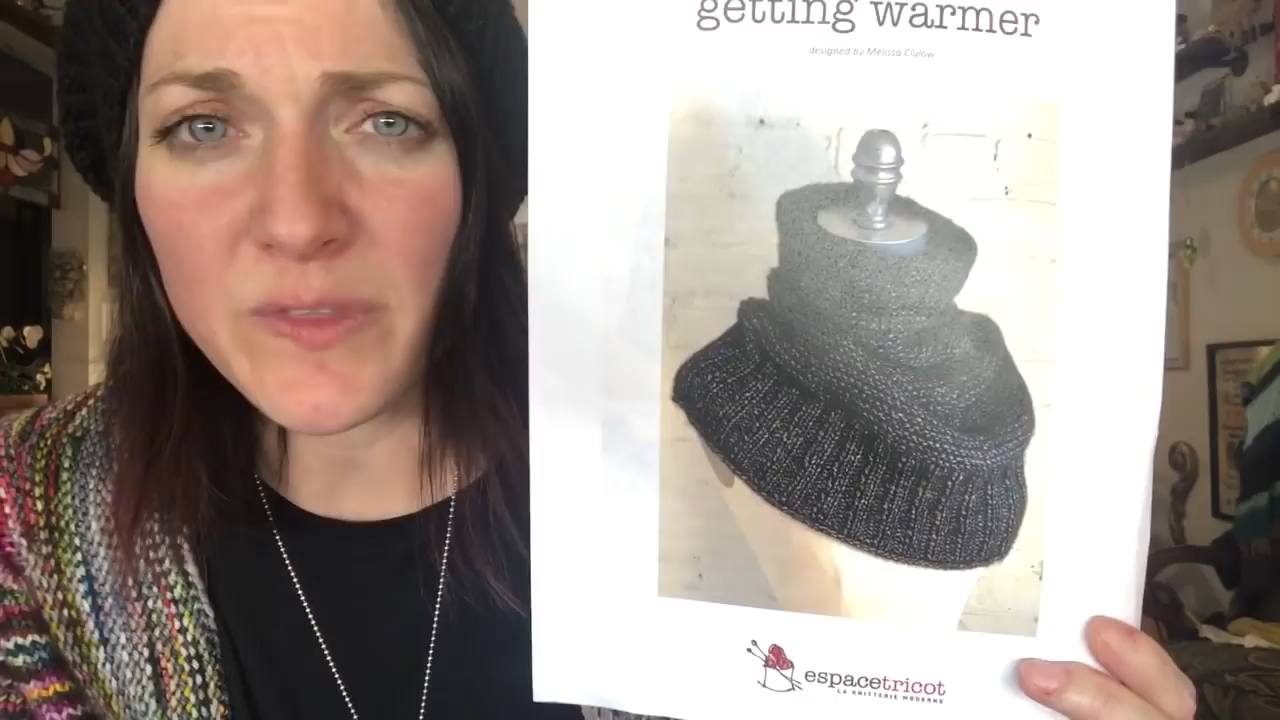 getting warmer
designed by Melissa Clulow
espacetricot
LA KNITTERIE MODERNE